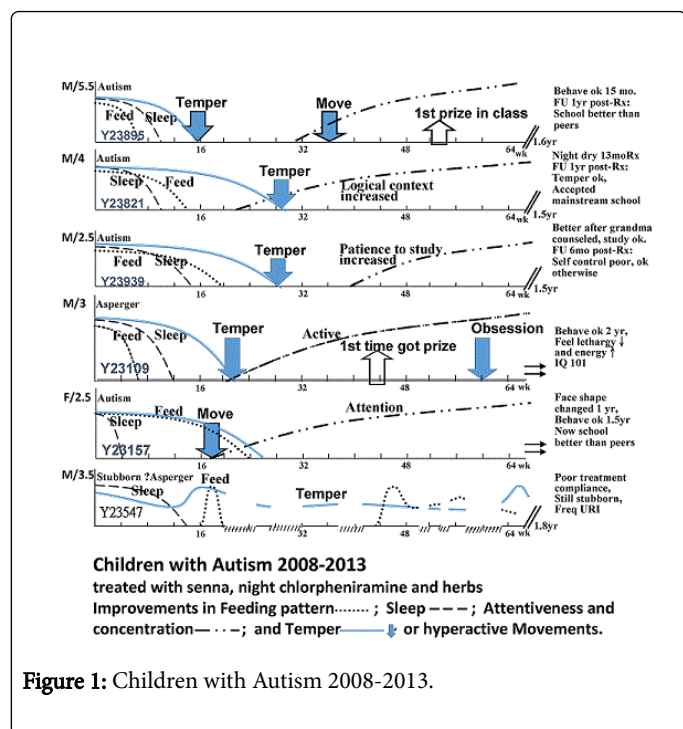 M/5.5 Autism
Feed Sleep Temper Move 1st prize in class
Y23895
16 32 48 64 wk
1.6yr
Behave ok 15 mo.
FU 1yr post-Rx:
School better than
peers
M/4 Autism
Sleep Feed Temper Logical context
increased
Y23821
16 32 48 64 wk
1.5yr
Night dry 13moRx
FU 1yr post-Rx:
Temper ok,
Accepted
mainstream school
M/2.5 Autism
Feed Sleep Temper Patience to study
increased
Y23939
16 32 48 64 wk
1.5yr
Better after grandma
counseled, study ok.
FU 6mo post-Rx:
Self control poor, ok
otherwise
M/3 Asperger
Feed Sleep Temper Active Obsession
1st time got prize
Y23109
16 32 48 64 wk
Behave ok 2 yr,
Feel lethargy ↓
and energy ↑
IQ 101
F/2.5 Autism
Sleep Feed Move Attention
Y23157
16 32 48 64 wk
Face shape
changed 1 yr,
Behave ok 1.5yr
Now school
better than peers
M/3.5 Stubborn ?Asperger
Sleep Feed Temper
Y23547
16 32 48 64 wk
1.8yr
Poor treatment
compliance,
Still stubborn,
Freq URI
Children with Autism 2008-2013
treated with senna, night chlorpheniramine and herbs
Improvements in Feeding pattern........ ; Sleep – – – ; Attentiveness and
concentration— · · —; and Temper—— or hyperactive Movements.
Figure 1: Children with Autism 2008-2013.